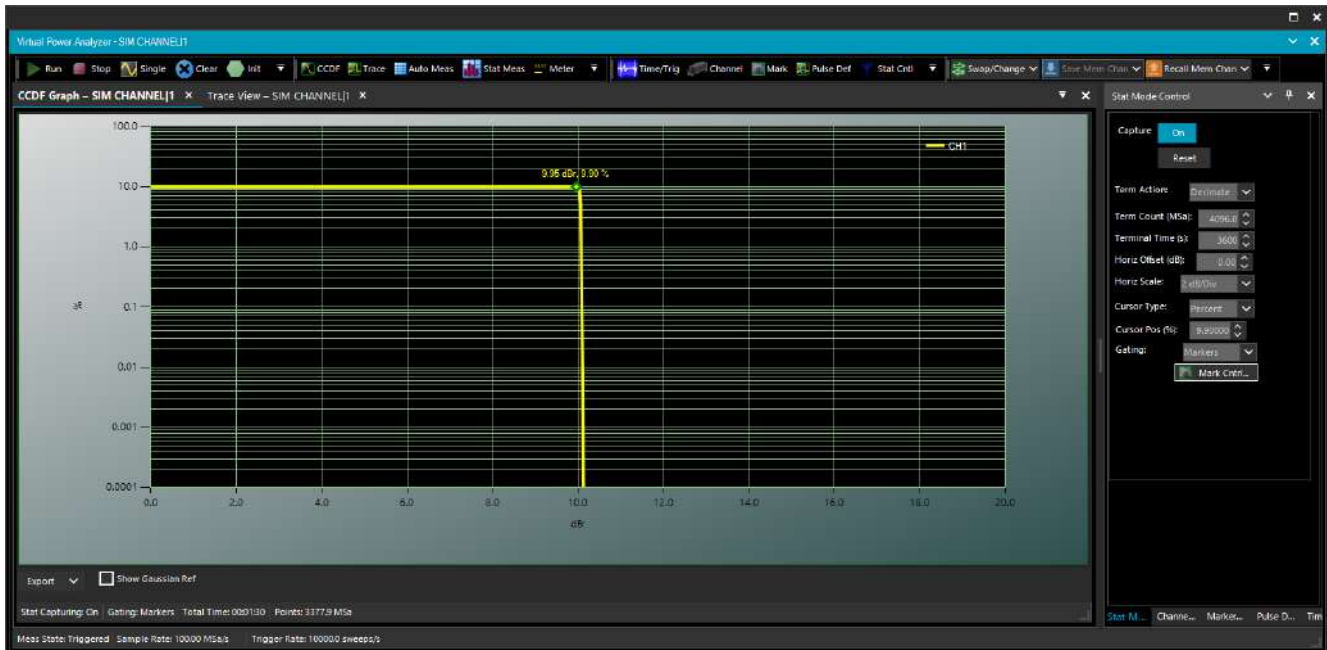 Virtual Power Analyzer - SIM CHANNEL|1
Run Stop Single Clear Init CCDF Trace Auto Meas Stat Meas Meter Time/Trig Channel Mark Pulse Def Stat Cntl Swap/Change Save Mem Chan Recall Mem Chan
CCDF Graph – SIM CHANNEL|1 Trace View – SIM CHANNEL|1
Stat Mode Control
Capture On
Reset
Term Action: Decimate
Term Count (MSa): 4096.0
Terminal Time (s): 3600
Horiz Offset (dB): 0.00
Horiz Scale: 2 dB/Div
Cursor Type: Percent
Cursor Pos (%): 9.90000
Gating: Markers
Mark Cntrl...
CH1
9.95 dBr, 9.90 %
100.0
10.0
1.0
%
0.1
0.01
0.001
0.0001
0.0 2.0 4.0 6.0 8.0 10.0 12.0 14.0 16.0 18.0 20.0
dBr
Export Show Gaussian Ref
Stat Capturing: On Gating: Markers Total Time: 00:01:30 Points: 3377.9 MSa
Stat M... Channe... Marker... Pulse D... Tim
Meas State: Triggered Sample Rate: 100.00 MSa/s Trigger Rate: 10000.0 sweeps/s